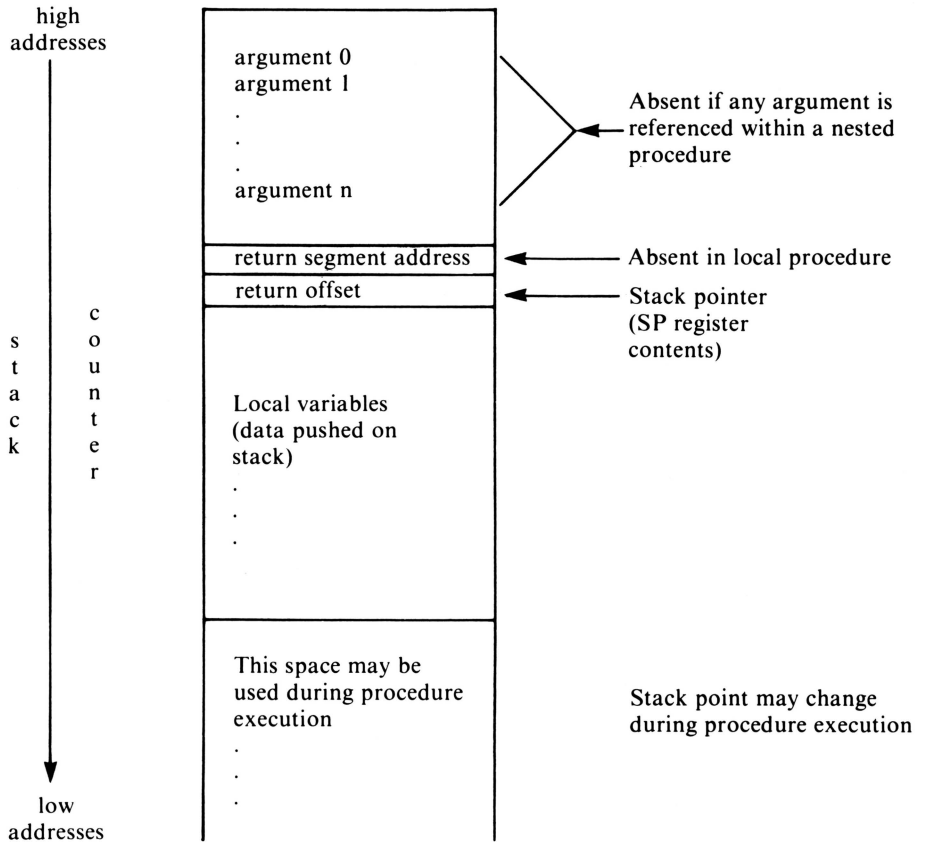 high
addresses
argument 0
argument 1
.
.
.
argument n
Absent if any argument is
referenced within a nested
procedure
return segment address
Absent in local procedure
return offset
Stack pointer
(SP register
contents)
stack
counter
Local variables
(data pushed on
stack)
.
.
.
This space may be
used during procedure
execution
.
.
.
Stack point may change
during procedure execution
low
addresses